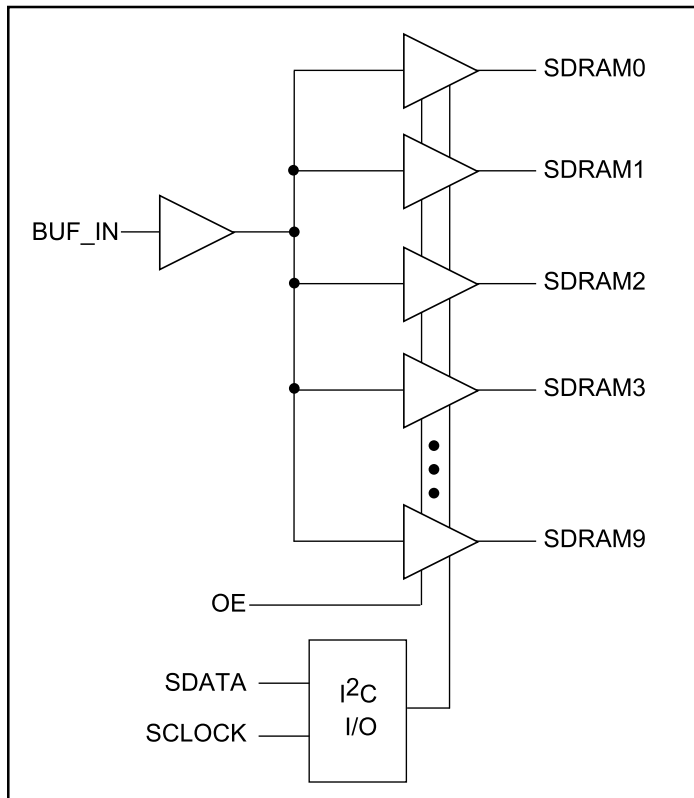 SDRAM0
SDRAM1
BUF_IN
SDRAM2
SDRAM3
SDRAM9
OE
SDATA
I²C
I/O
SCLOCK